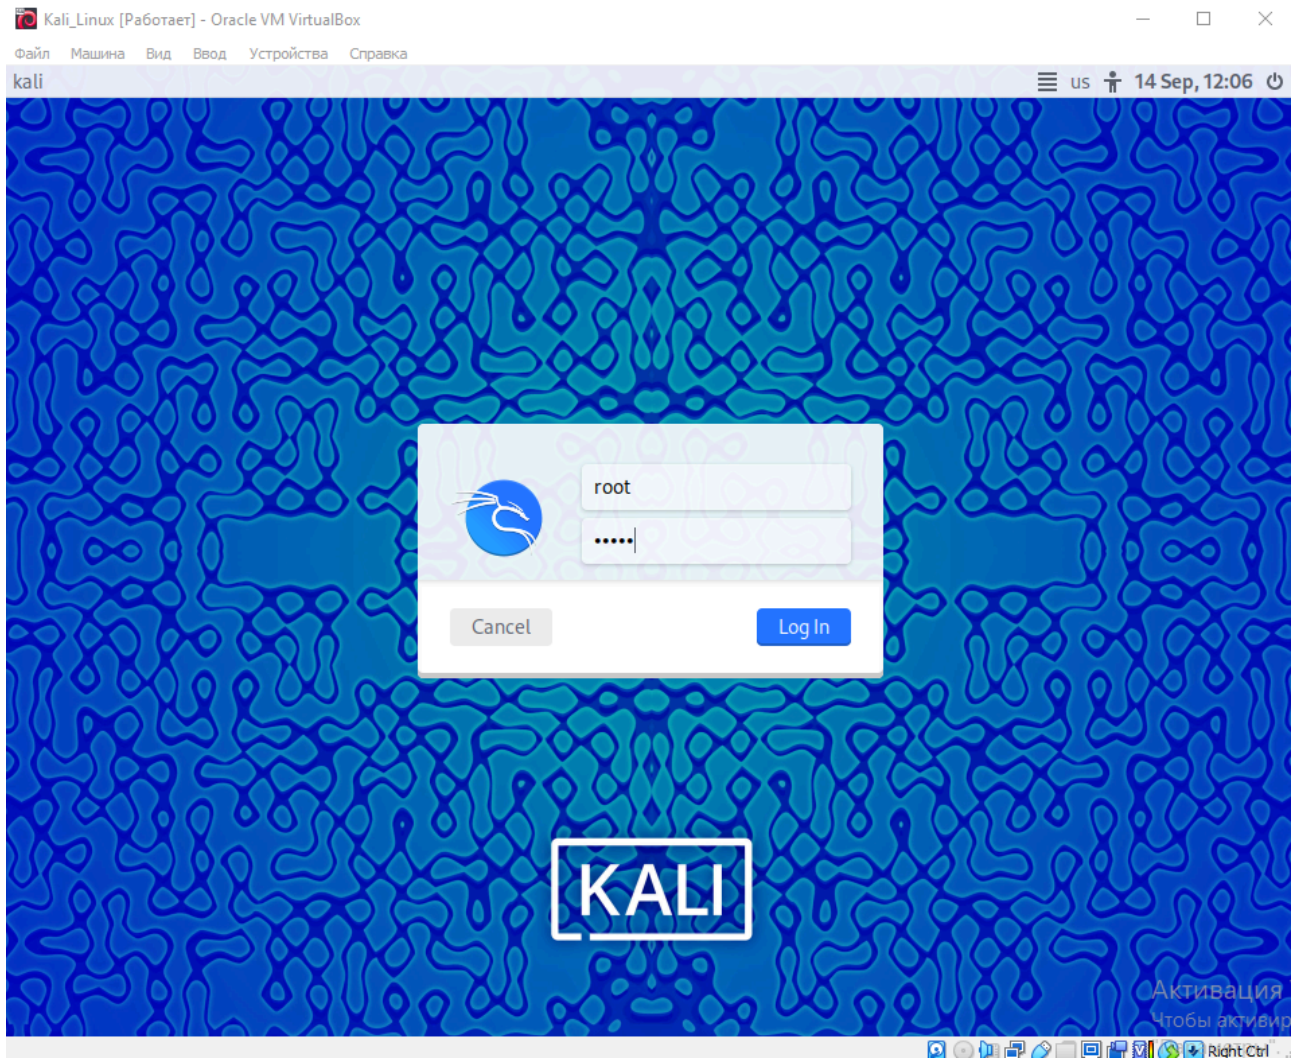 Kali_Linux [Работает] - Oracle VM VirtualBox
Файл Машина Вид Ввод Устройства Справка
kali us 14 Sep, 12:06
root
•••••
Cancel Log In
KALI
Активация
Чтобы активир
Right Ctrl